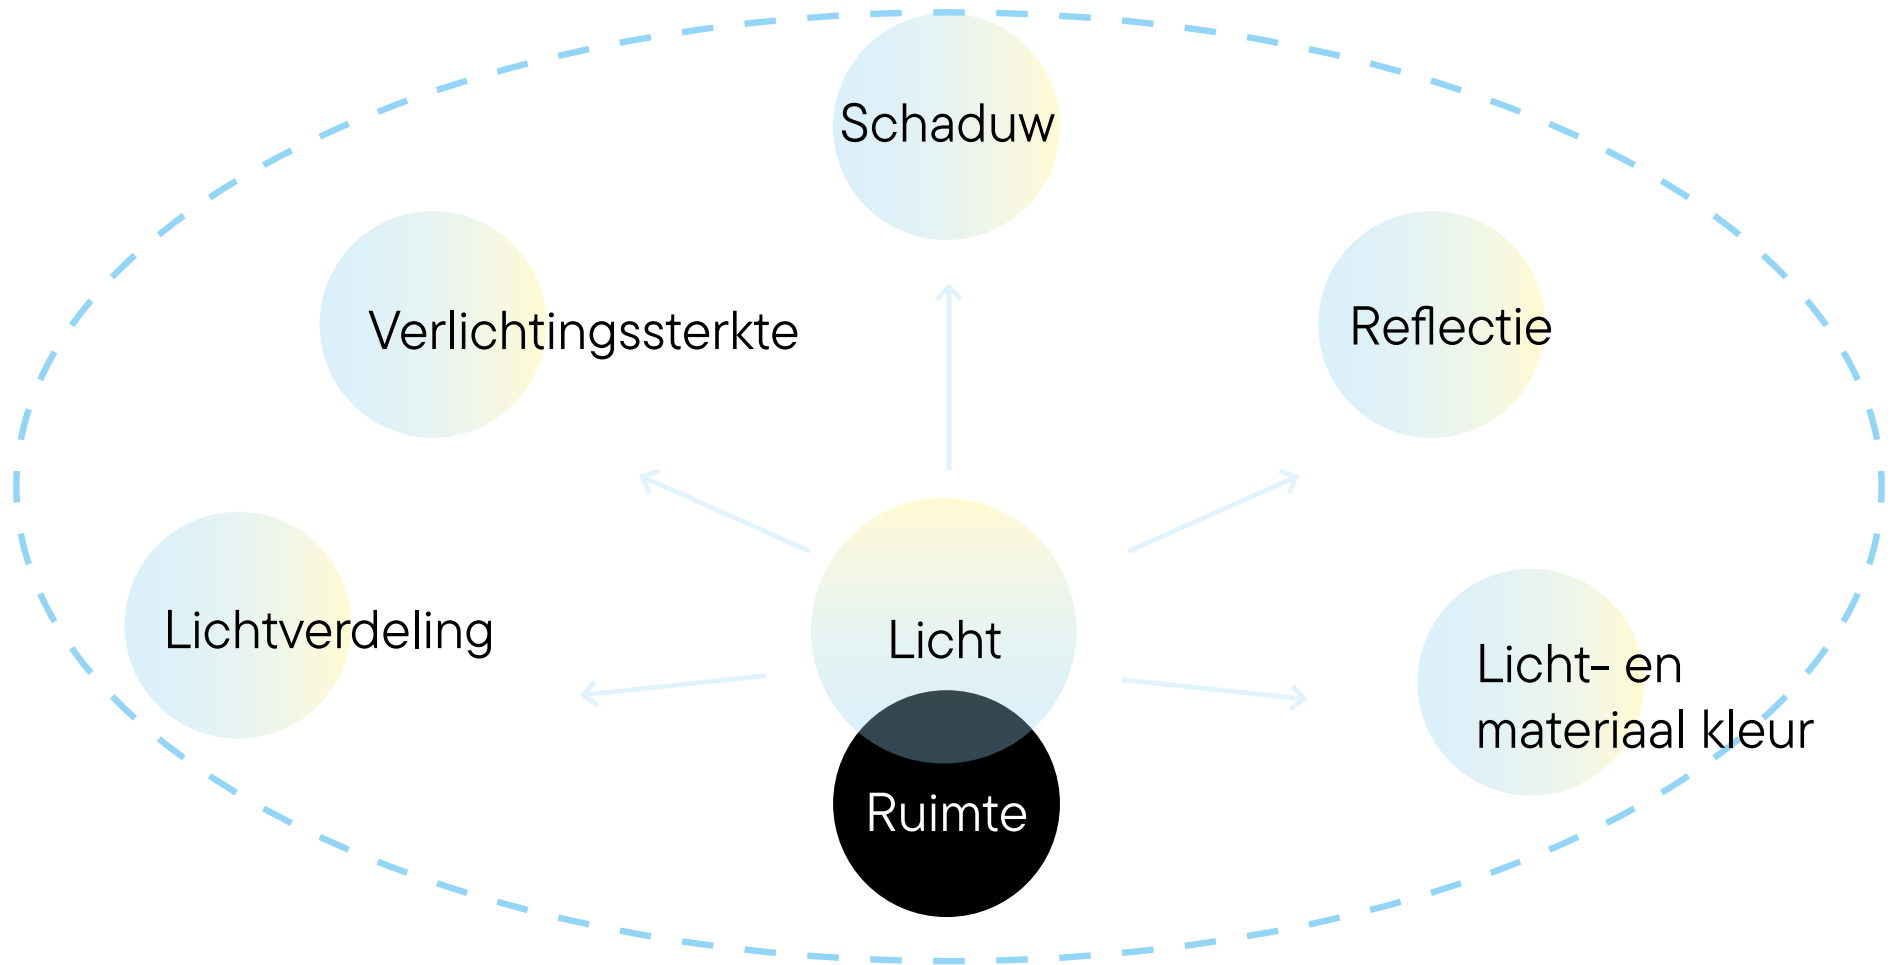 Schaduw
Verlichtingssterkte
Reflectie
Lichtverdeling
Licht
Licht- en
materiaal kleur
Ruimte